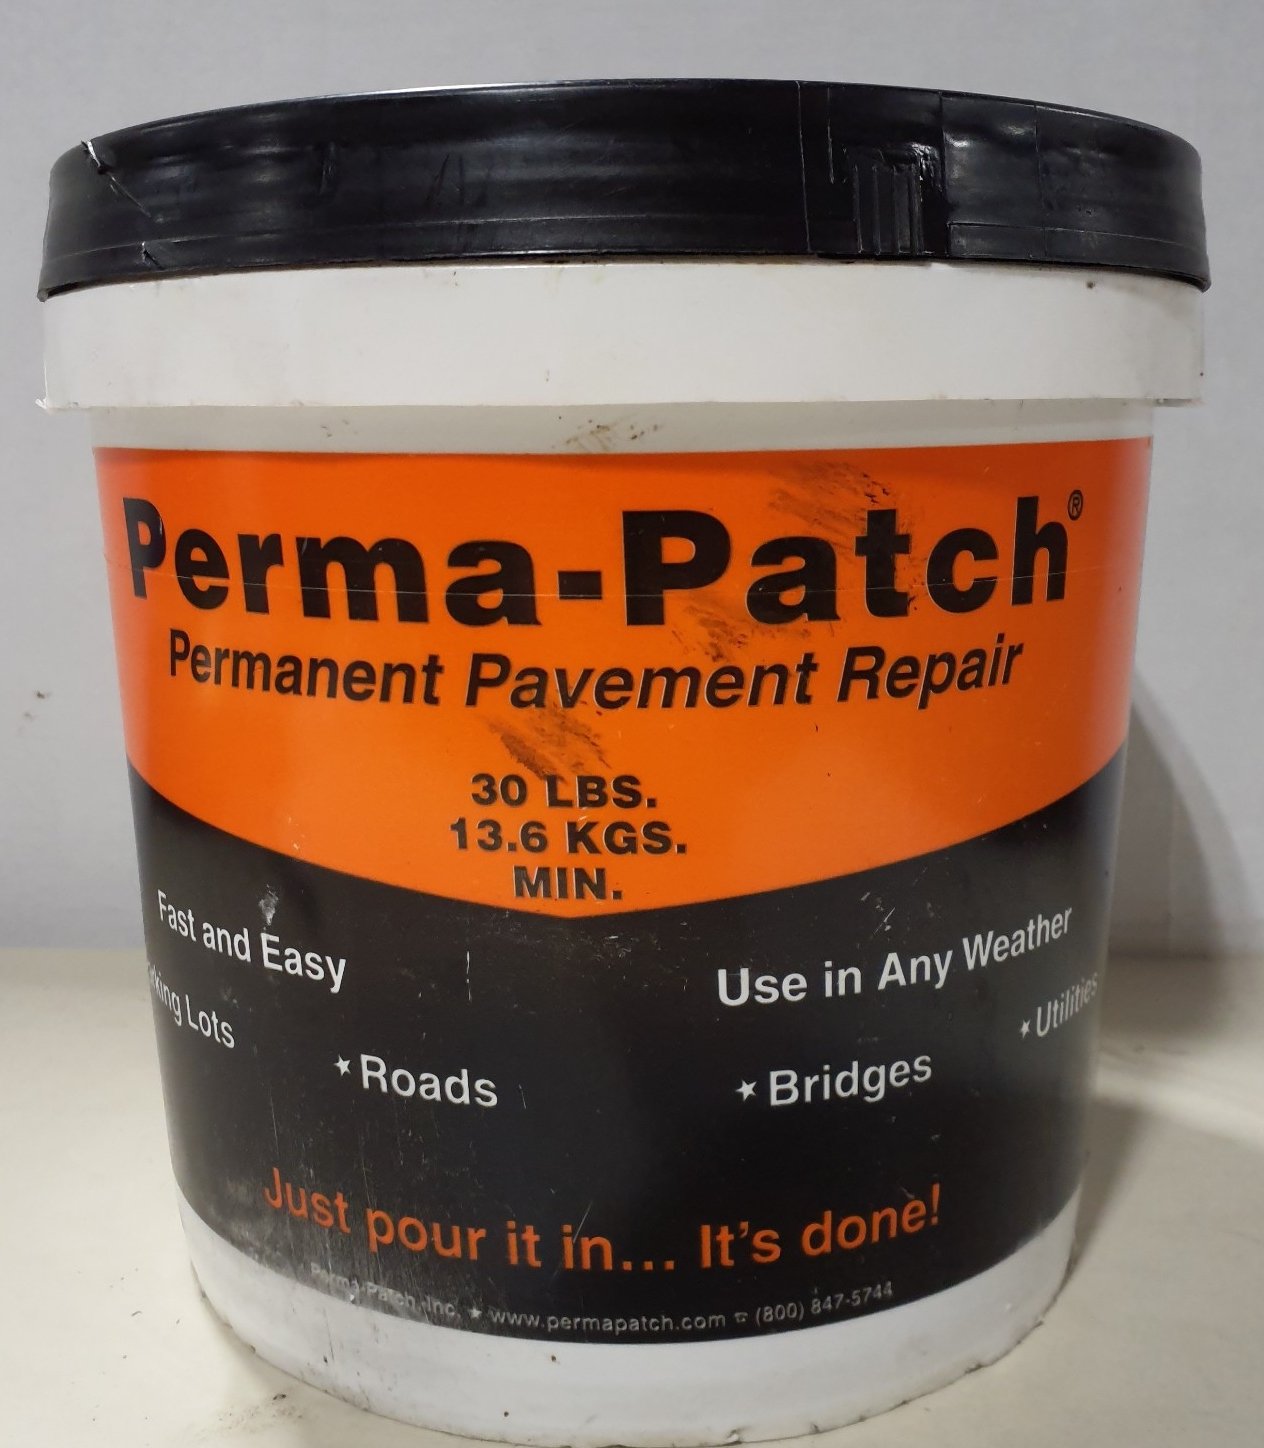 Perma-Patch®
Permanent Pavement Repair
30 LBS.
13.6 KGS.
MIN.
Fast and Easy
Use in Any Weather
Lots
★ Roads
★ Bridges
★ Utilities
Just pour it in... It's done!
Perma-Patch, Inc. ★ www.permapatch.com ☎ (800) 847-5744